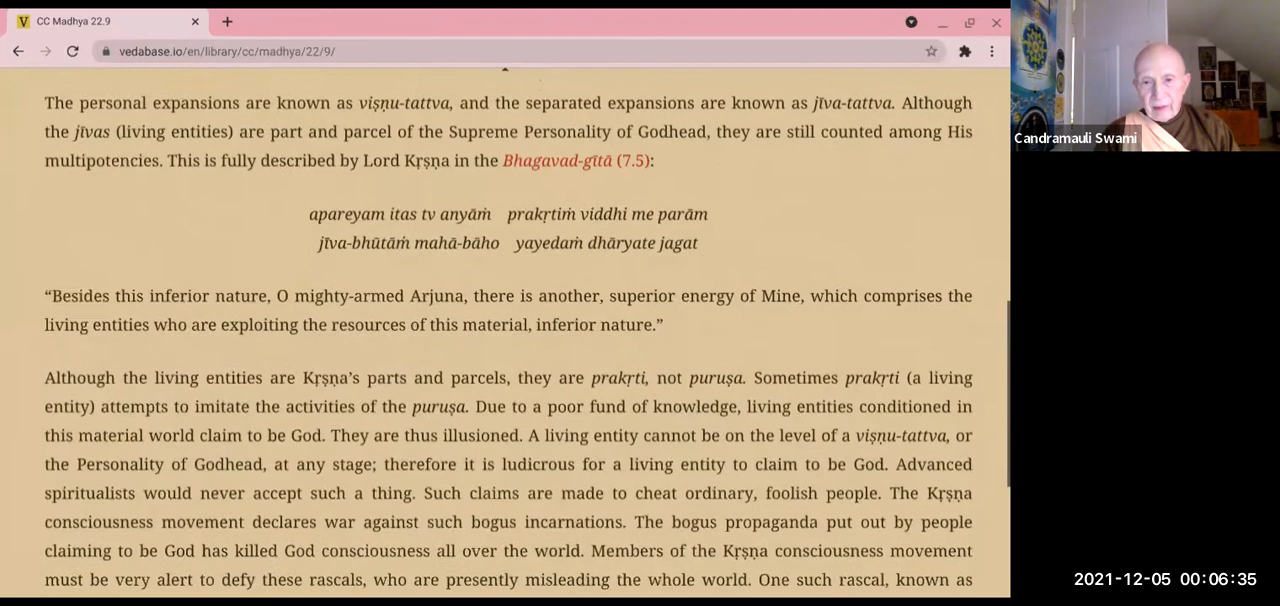 V CC Madhya 22.9
vedabase.io/en/library/cc/madhya/22/9/
The personal expansions are known as viṣṇu-tattva, and the separated expansions are known as jīva-tattva. Although
the jīvas (living entities) are part and parcel of the Supreme Personality of Godhead, they are still counted among His
multipotencies. This is fully described by Lord Kṛṣṇa in the Bhagavad-gītā (7.5):
apareyam itas tv anyāṁ prakṛtiṁ viddhi me parām
jīva-bhūtāṁ mahā-bāho yayedaṁ dhāryate jagat
“Besides this inferior nature, O mighty-armed Arjuna, there is another, superior energy of Mine, which comprises the
living entities who are exploiting the resources of this material, inferior nature.”
Although the living entities are Kṛṣṇa’s parts and parcels, they are prakṛti, not puruṣa. Sometimes prakṛti (a living
entity) attempts to imitate the activities of the puruṣa. Due to a poor fund of knowledge, living entities conditioned in
this material world claim to be God. They are thus illusioned. A living entity cannot be on the level of a viṣṇu-tattva, or
the Personality of Godhead, at any stage; therefore it is ludicrous for a living entity to claim to be God. Advanced
spiritualists would never accept such a thing. Such claims are made to cheat ordinary, foolish people. The Kṛṣṇa
consciousness movement declares war against such bogus incarnations. The bogus propaganda put out by people
claiming to be God has killed God consciousness all over the world. Members of the Kṛṣṇa consciousness movement
must be very alert to defy these rascals, who are presently misleading the whole world. One such rascal, known as
Candramauli Swami
2021-12-05 00:06:35